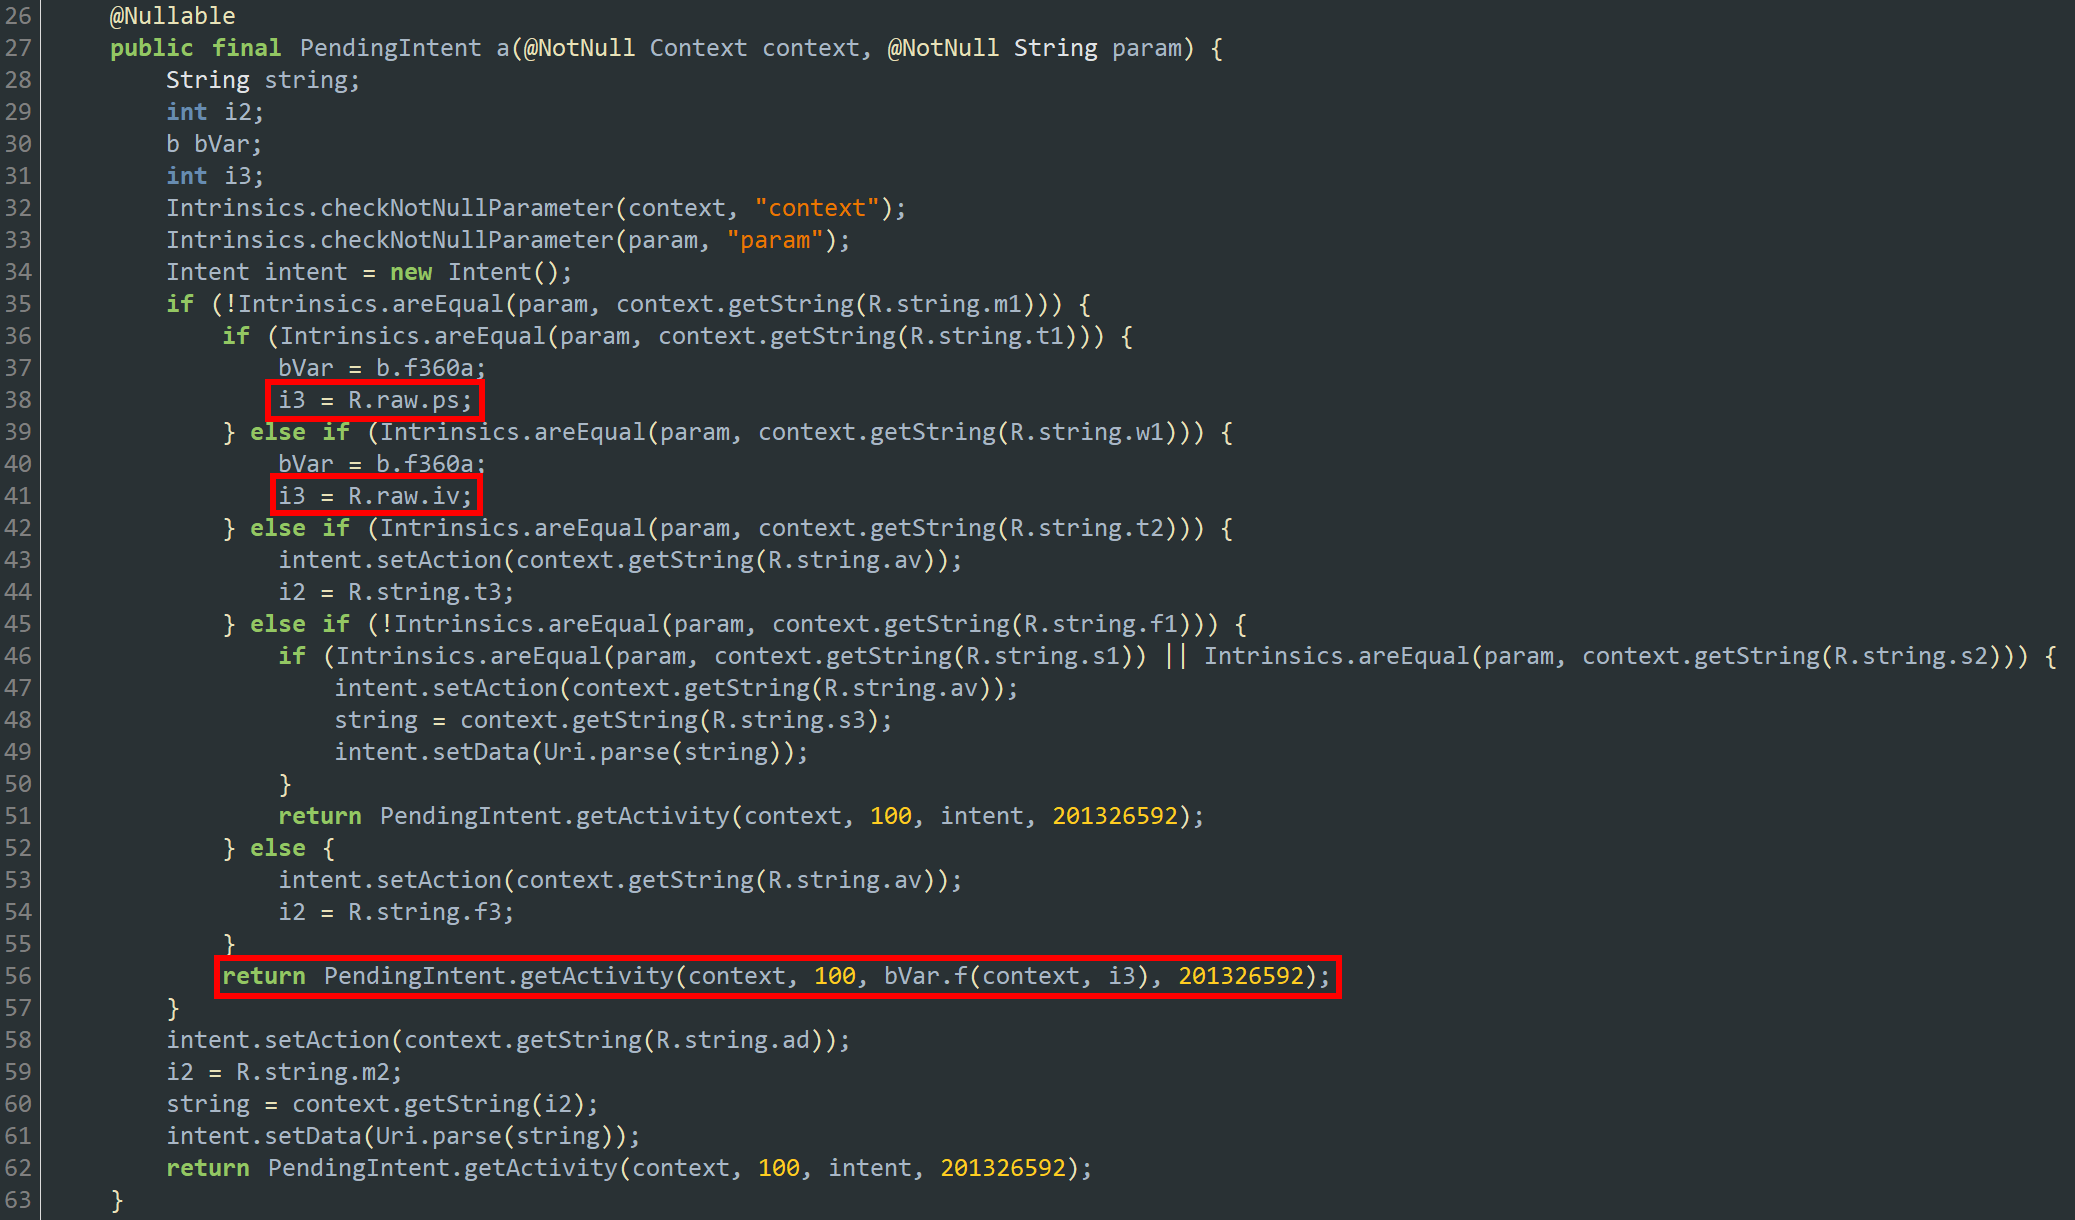 26 @Nullable
27 public final PendingIntent a(@NotNull Context context, @NotNull String param) {
28 String string;
29 int i2;
30 b bVar;
31 int i3;
32 Intrinsics.checkNotNullParameter(context, "context");
33 Intrinsics.checkNotNullParameter(param, "param");
34 Intent intent = new Intent();
35 if (!Intrinsics.areEqual(param, context.getString(R.string.m1))) {
36 if (Intrinsics.areEqual(param, context.getString(R.string.t1))) {
37 bVar = b.f360a;
38 i3 = R.raw.ps;
39 } else if (Intrinsics.areEqual(param, context.getString(R.string.w1))) {
40 bVar = b.f360a;
41 i3 = R.raw.iv;
42 } else if (Intrinsics.areEqual(param, context.getString(R.string.t2))) {
43 intent.setAction(context.getString(R.string.av));
44 i2 = R.string.t3;
45 } else if (!Intrinsics.areEqual(param, context.getString(R.string.f1))) {
46 if (Intrinsics.areEqual(param, context.getString(R.string.s1)) || Intrinsics.areEqual(param, context.getString(R.string.s2))) {
47 intent.setAction(context.getString(R.string.av));
48 string = context.getString(R.string.s3);
49 intent.setData(Uri.parse(string));
50 }
51 return PendingIntent.getActivity(context, 100, intent, 201326592);
52 } else {
53 intent.setAction(context.getString(R.string.av));
54 i2 = R.string.f3;
55 }
56 return PendingIntent.getActivity(context, 100, bVar.f(context, i3), 201326592);
57 }
58 intent.setAction(context.getString(R.string.ad));
59 i2 = R.string.m2;
60 string = context.getString(i2);
61 intent.setData(Uri.parse(string));
62 return PendingIntent.getActivity(context, 100, intent, 201326592);
63 }